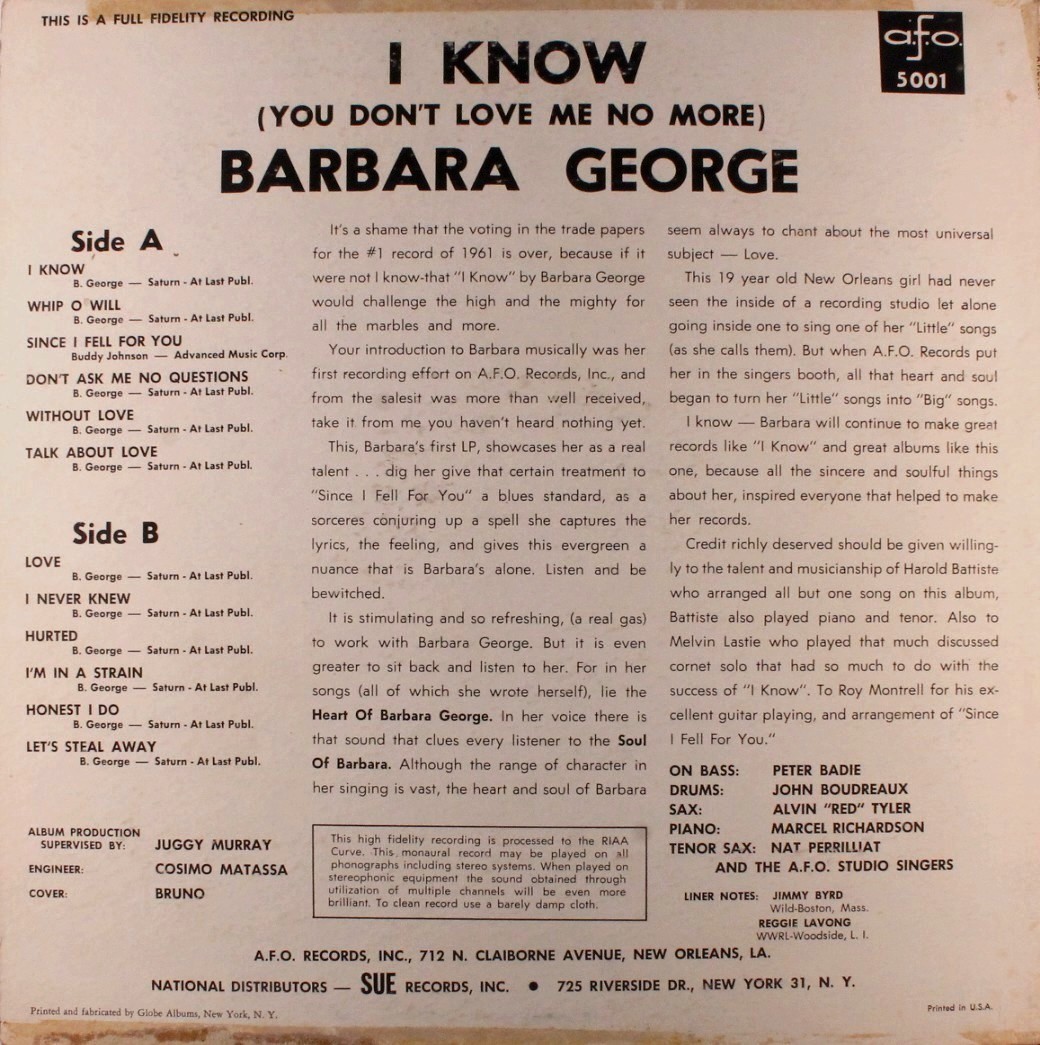 THIS IS A FULL FIDELITY RECORDING
a.f.o.
5001
I KNOW
(YOU DON'T LOVE ME NO MORE)
BARBARA GEORGE
Side A
I KNOW
B. George — Saturn - At Last Publ.
WHIP O WILL
B. George — Saturn - At Last Publ.
SINCE I FELL FOR YOU
Buddy Johnson — Advanced Music Corp.
DON'T ASK ME NO QUESTIONS
B. George — Saturn - At Last Publ.
WITHOUT LOVE
B. George — Saturn - At Last Publ.
TALK ABOUT LOVE
B. George — Saturn - At Last Publ.
Side B
LOVE
B. George — Saturn - At Last Publ.
I NEVER KNEW
B. George — Saturn - At Last Publ.
HURTED
B. George — Saturn - At Last Publ.
I'M IN A STRAIN
B. George — Saturn - At Last Publ.
HONEST I DO
B. George — Saturn - At Last Publ.
LET'S STEAL AWAY
B. George — Saturn - At Last Publ.
ALBUM PRODUCTION
SUPERVISED BY: JUGGY MURRAY
ENGINEER: COSIMO MATASSA
COVER: BRUNO
It's a shame that the voting in the trade papers
for the #1 record of 1961 is over, because if it
were not I know-that "I Know" by Barbara George
would challenge the high and the mighty for
all the marbles and more.
Your introduction to Barbara musically was her
first recording effort on A.F.O. Records, Inc., and
from the salesit was more than well received,
take it from me you haven't heard nothing yet.
This, Barbara's first LP, showcases her as a real
talent . . . dig her give that certain treatment to
"Since I Fell For You" a blues standard, as a
sorceres conjuring up a spell she captures the
lyrics, the feeling, and gives this evergreen a
nuance that is Barbara's alone. Listen and be
bewitched.
It is stimulating and so refreshing, (a real gas)
to work with Barbara George. But it is even
greater to sit back and listen to her. For in her
songs (all of which she wrote herself), lie the
Heart Of Barbara George. In her voice there is
that sound that clues every listener to the Soul
Of Barbara. Although the range of character in
her singing is vast, the heart and soul of Barbara
This high fidelity recording is processed to the RIAA
Curve. This monaural record may be played on all
phonographs including stereo systems. When played on
stereophonic equipment the sound obtained through
utilization of multiple channels will be even more
brilliant. To clean record use a barely damp cloth.
seem always to chant about the most universal
subject — Love.
This 19 year old New Orleans girl had never
seen the inside of a recording studio let alone
going inside one to sing one of her "Little" songs
(as she calls them). But when A.F.O. Records put
her in the singers booth, all that heart and soul
began to turn her "Little" songs into "Big" songs.
I know — Barbara will continue to make great
records like "I Know" and great albums like this
one, because all the sincere and soulful things
about her, inspired everyone that helped to make
her records.
Credit richly deserved should be given willing-
ly to the talent and musicianship of Harold Battiste
who arranged all but one song on this album,
Battiste also played piano and tenor. Also to
Melvin Lastie who played that much discussed
cornet solo that had so much to do with the
success of "I Know". To Roy Montrell for his ex-
cellent guitar playing, and arrangement of "Since
I Fell For You."
ON BASS: PETER BADIE
DRUMS: JOHN BOUDREAUX
SAX: ALVIN "RED" TYLER
PIANO: MARCEL RICHARDSON
TENOR SAX: NAT PERRILLIAT
AND THE A.F.O. STUDIO SINGERS
LINER NOTES: JIMMY BYRD
Wild-Boston, Mass.
REGGIE LAVONG
WWRL-Woodside, L. I.
A.F.O. RECORDS, INC., 712 N. CLAIBORNE AVENUE, NEW ORLEANS, LA.
NATIONAL DISTRIBUTORS — SUE RECORDS, INC. ● 725 RIVERSIDE DR., NEW YORK 31, N. Y.
Printed and fabricated by Globe Albums, New York, N. Y.
Printed in U.S.A.